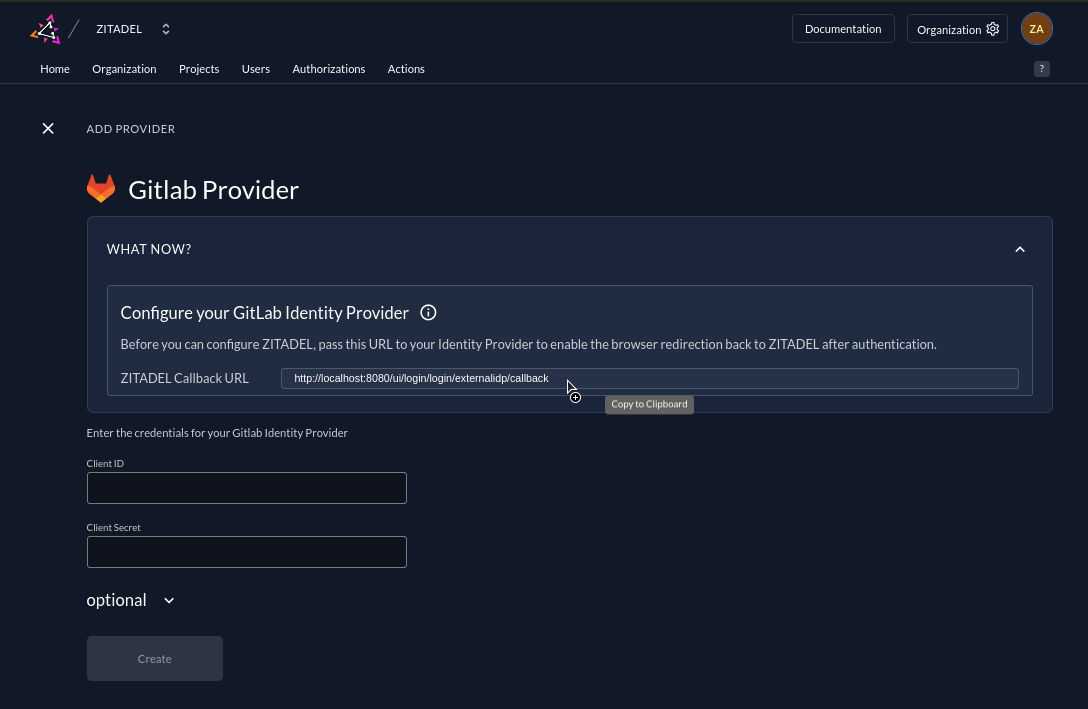 ZITADEL
Documentation
Organization
ZA
Home Organization Projects Users Authorizations Actions
?
ADD PROVIDER
Gitlab Provider
WHAT NOW?
Configure your GitLab Identity Provider
Before you can configure ZITADEL, pass this URL to your Identity Provider to enable the browser redirection back to ZITADEL after authentication.
ZITADEL Callback URL http://localhost:8080/ui/login/login/externalidp/callback
Copy to Clipboard
Enter the credentials for your Gitlab Identity Provider
Client ID
Client Secret
optional
Create